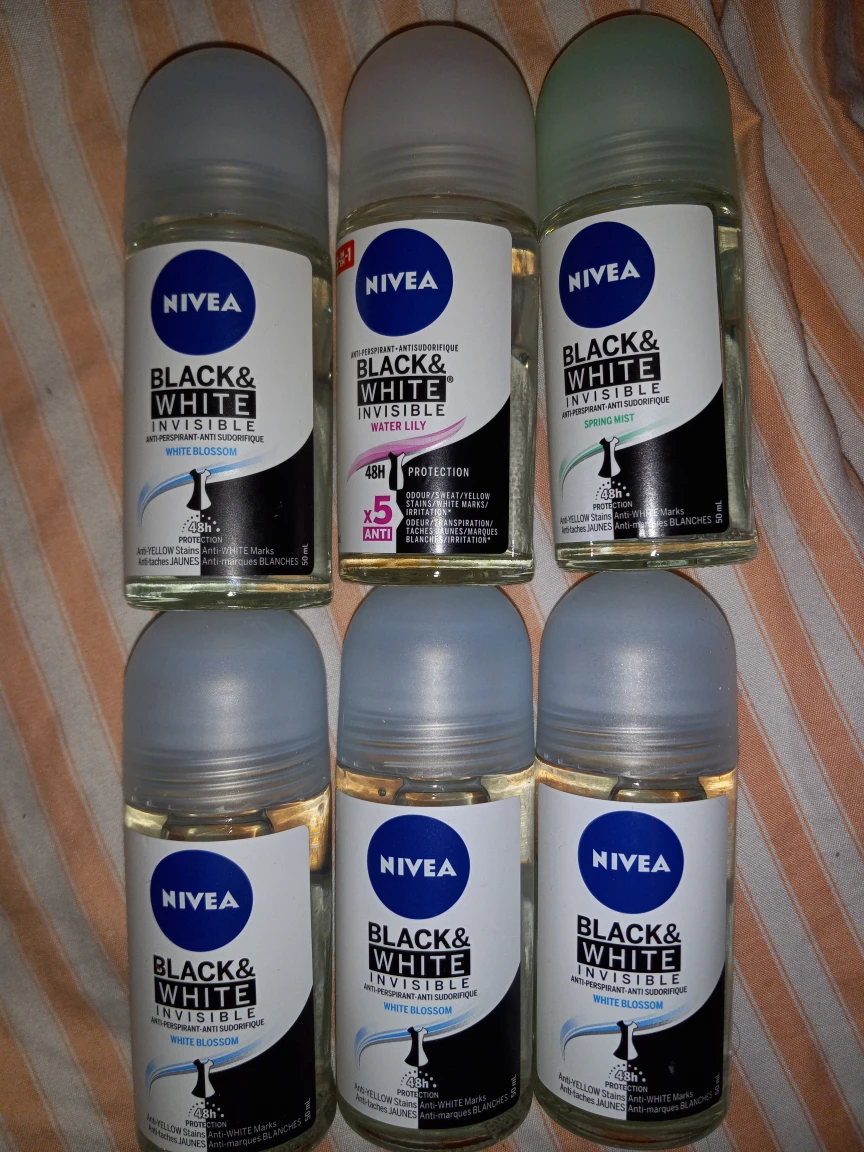 NIVEA
BLACK&
WHITE
INVISIBLE
ANTI-PERSPIRANT-ANTI SUDORIFIQUE
WHITE BLOSSOM
48h
PROTECTION
Anti-YELLOW Stains Anti-WHITE Marks
Anti-taches JAUNES Anti-marques BLANCHES
50 mL
NIVEA
ANTI-PERSPIRANT•ANTISUDORIFIQUE
BLACK&
WHITE®
INVISIBLE
WATER LILY
48H PROTECTION
x5
ANTI
ODOUR/SWEAT/YELLOW
STAINS/WHITE MARKS/
IRRITATION*
ODEUR/TRANSPIRATION/
TACHES JAUNES/MARQUES
BLANCHES/IRRITATION*
NIVEA
BLACK&
WHITE
INVISIBLE
ANTI-PERSPIRANT-ANTI SUDORIFIQUE
SPRING MIST
48h
PROTECTION
Anti-YELLOW Stains Anti-WHITE Marks
Anti-taches JAUNES Anti-marques BLANCHES
50 mL
NIVEA
BLACK&
WHITE
INVISIBLE
ANTI-PERSPIRANT-ANTI SUDORIFIQUE
WHITE BLOSSOM
48h
PROTECTION
Anti-YELLOW Stains Anti-WHITE Marks
Anti-taches JAUNES Anti-marques BLANCHES
50 mL
NIVEA
BLACK&
WHITE
INVISIBLE
ANTI-PERSPIRANT-ANTI SUDORIFIQUE
WHITE BLOSSOM
48h
PROTECTION
Anti-YELLOW Stains Anti-WHITE Marks
Anti-taches JAUNES Anti-marques BLANCHES
50 mL
NIVEA
BLACK&
WHITE
INVISIBLE
ANTI-PERSPIRANT-ANTI SUDORIFIQUE
WHITE BLOSSOM
48h
PROTECTION
Anti-YELLOW Stains Anti-WHITE Marks
Anti-taches JAUNES Anti-marques BLANCHES
50 mL